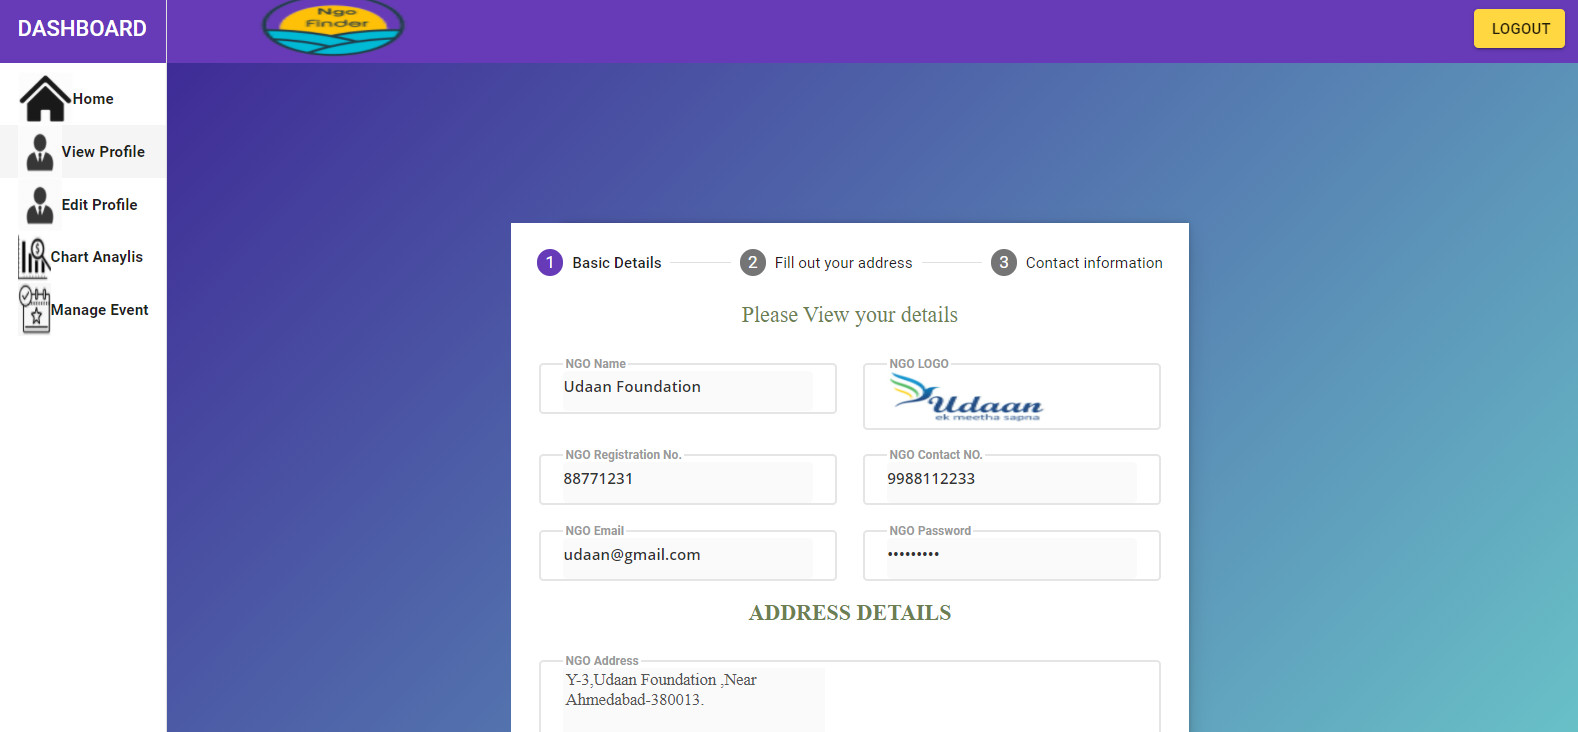 DASHBOARD
Ngo
Finder
LOGOUT
Home
View Profile
Edit Profile
Chart Anaylis
Manage Event
1 Basic Details
2 Fill out your address
3 Contact information
Please View your details
NGO Name
Udaan Foundation
NGO LOGO
Udaan
ek meetha sapna
NGO Registration No.
88771231
NGO Contact NO.
9988112233
NGO Email
udaan@gmail.com
NGO Password
•••••••••
ADDRESS DETAILS
NGO Address
Y-3,Udaan Foundation ,Near
Ahmedabad-380013.